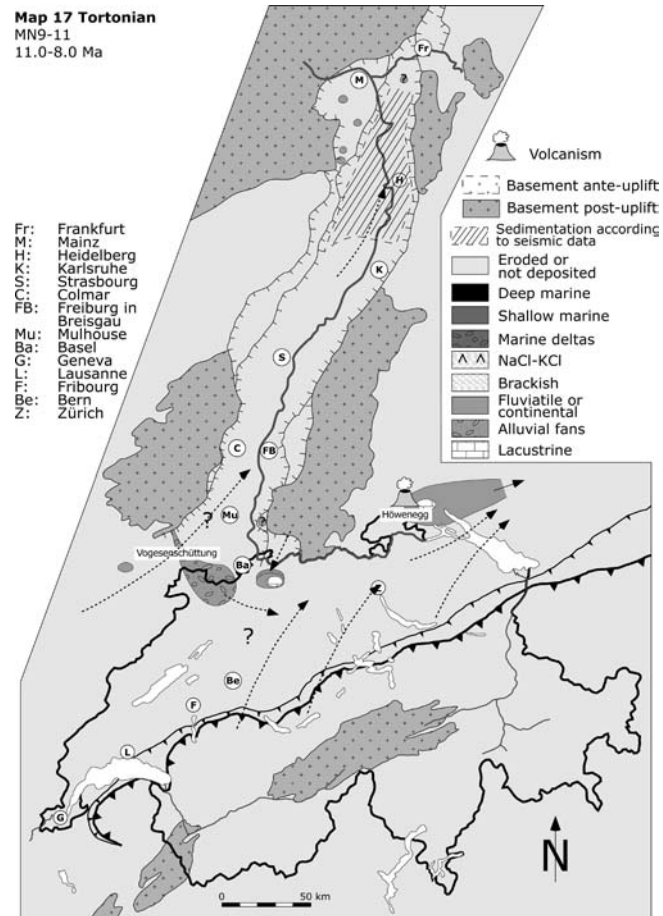 Map 17 Tortonian
MN9-11
11.0-8.0 Ma
Fr: Frankfurt
M: Mainz
H: Heidelberg
K: Karlsruhe
S: Strasbourg
C: Colmar
FB: Freiburg in
Breisgau
Mu: Mulhouse
Ba: Basel
G: Geneva
L: Lausanne
F: Fribourg
Be: Bern
Z: Zürich
Volcanism
Basement ante-uplift
Basement post-uplift
Sedimentation according
to seismic data
Eroded or
not deposited
Deep marine
Shallow marine
Marine deltas
NaCl-KCl
Brackish
Fluviatile or
continental
Alluvial fans
Lacustrine
Fr
M
?
H
K
S
C
FB
?
Mu
?
Höwenegg
Vogesenschüttung
Ba
Z
?
Be
F
L
G
N
0 50 km